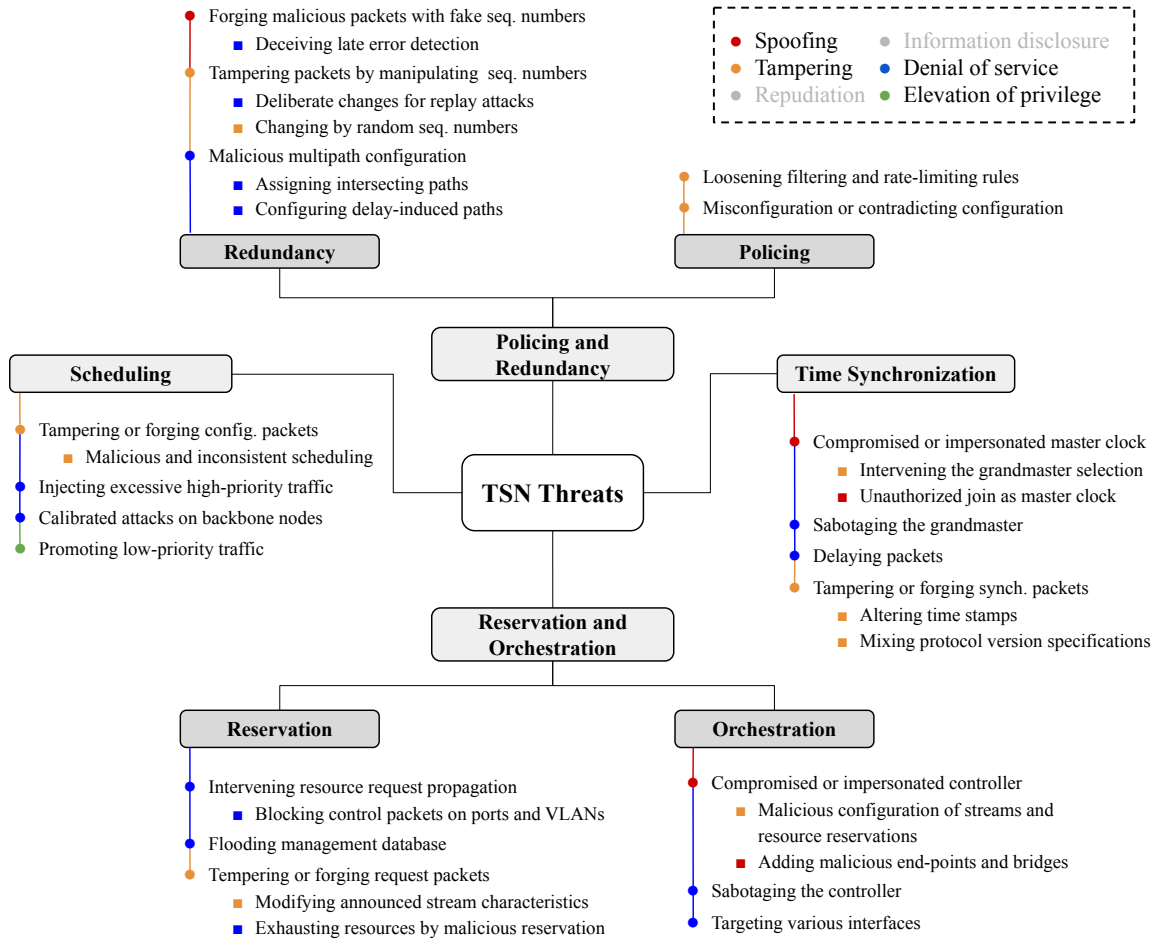 Forging malicious packets with fake seq. numbers
Deceiving late error detection
Tampering packets by manipulating seq. numbers
Deliberate changes for replay attacks
Changing by random seq. numbers
Malicious multipath configuration
Assigning intersecting paths
Configuring delay-induced paths
Redundancy
Spoofing
Information disclosure
Tampering
Denial of service
Repudiation
Elevation of privilege
Loosening filtering and rate-limiting rules
Misconfiguration or contradicting configuration
Policing
Policing and
Redundancy
Scheduling
Tampering or forging config. packets
Malicious and inconsistent scheduling
Injecting excessive high-priority traffic
Calibrated attacks on backbone nodes
Promoting low-priority traffic
TSN Threats
Time Synchronization
Compromised or impersonated master clock
Intervening the grandmaster selection
Unauthorized join as master clock
Sabotaging the grandmaster
Delaying packets
Tampering or forging synch. packets
Altering time stamps
Mixing protocol version specifications
Reservation and
Orchestration
Reservation
Intervening resource request propagation
Blocking control packets on ports and VLANs
Flooding management database
Tempering or forging request packets
Modifying announced stream characteristics
Exhausting resources by malicious reservation
Orchestration
Compromised or impersonated controller
Malicious configuration of streams and
resource reservations
Adding malicious end-points and bridges
Sabotaging the controller
Targeting various interfaces